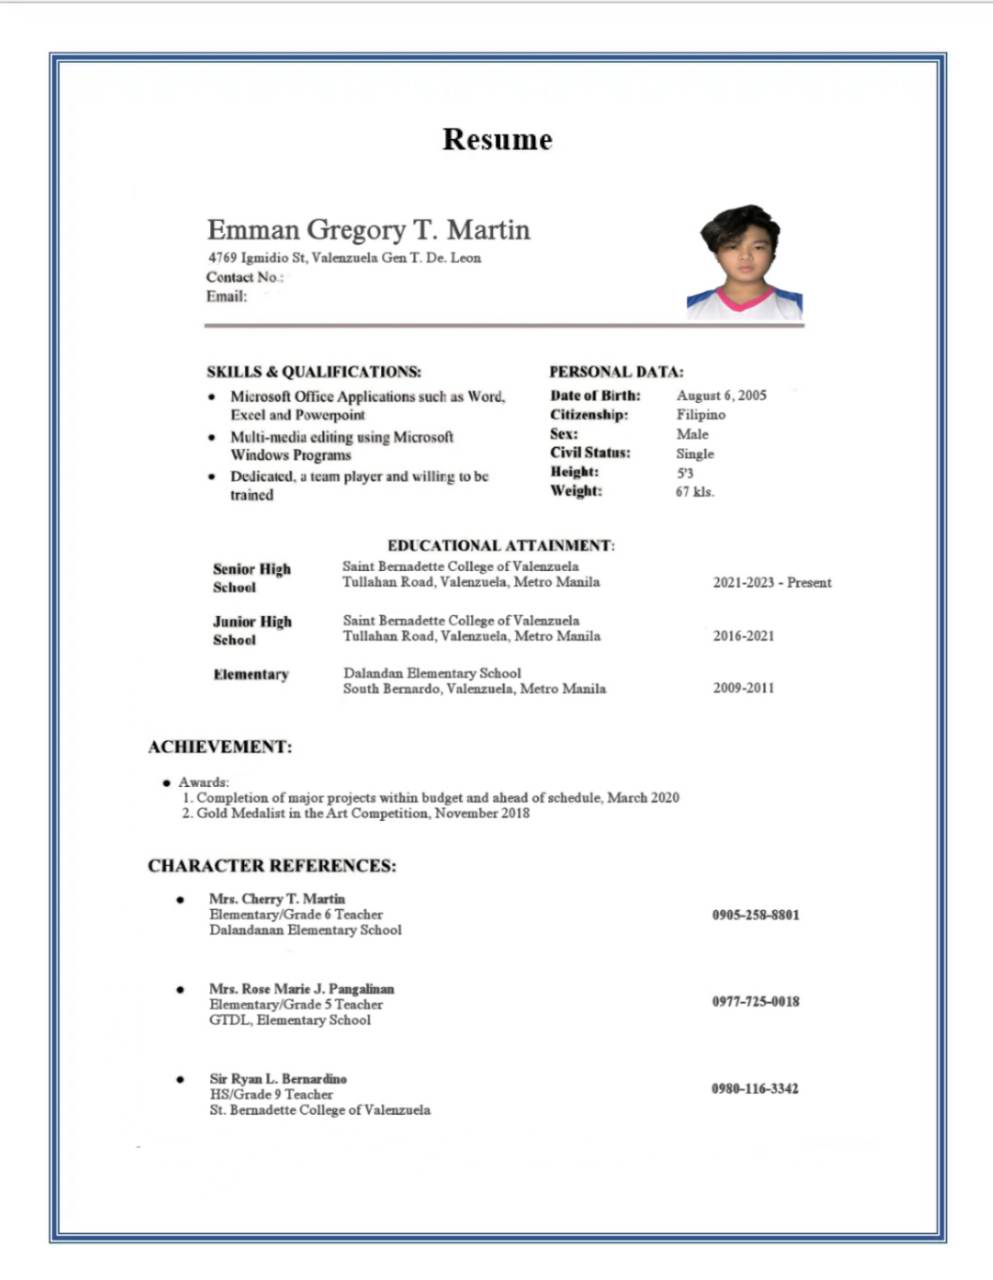 Resume
Emman Gregory T. Martin
4769 Igmidio St, Valenzuela Gen T. De. Leon
Contact No.:
Email:
SKILLS & QUALIFICATIONS:
• Microsoft Office Applications such as Word,
Excel and Powerpoint
• Multi-media editing using Microsoft
Windows Programs
• Dedicated, a team player and willing to be
trained
PERSONAL DATA:
Date of Birth: August 6, 2005
Citizenship: Filipino
Sex: Male
Civil Status: Single
Height: 5'3
Weight: 67 kls.
EDUCATIONAL ATTAINMENT:
Senior High
School
Saint Bernadette College of Valenzuela
Tullahan Road, Valenzuela, Metro Manila
2021-2023 - Present
Junior High
School
Saint Bernadette College of Valenzuela
Tullahan Road, Valenzuela, Metro Manila
2016-2021
Elementary
Dalandan Elementary School
South Bernardo, Valenzuela, Metro Manila
2009-2011
ACHIEVEMENT:
• Awards:
1. Completion of major projects within budget and ahead of schedule, March 2020
2. Gold Medalist in the Art Competition, November 2018
CHARACTER REFERENCES:
• Mrs. Cherry T. Martin
Elementary/Grade 6 Teacher
Dalandanan Elementary School
0905-258-8801
• Mrs. Rose Marie J. Pangalinan
Elementary/Grade 5 Teacher
GTDL, Elementary School
0977-725-0018
• Sir Ryan L. Bernardino
HS/Grade 9 Teacher
St. Bernadette College of Valenzuela
0980-116-3342